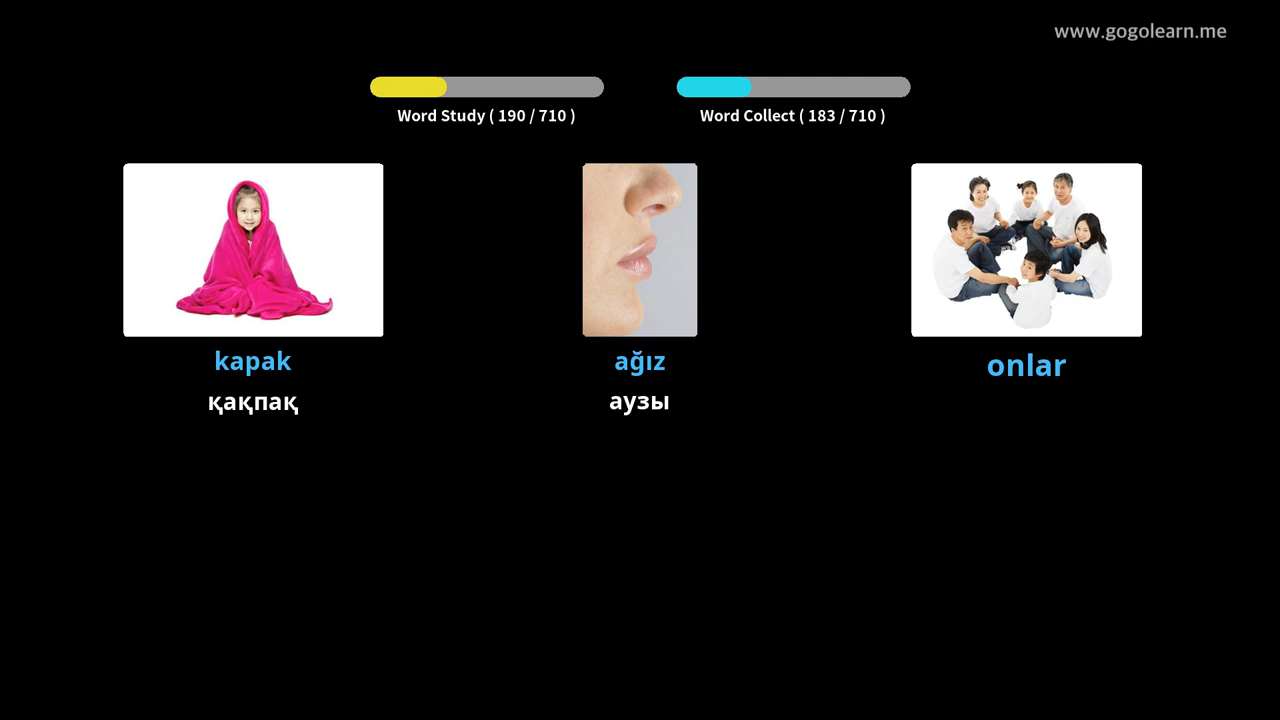 www.gogolearn.me
Word Study ( 190 / 710 )
Word Collect ( 183 / 710 )
kapak
қақпақ
ağız
аузы
onlar